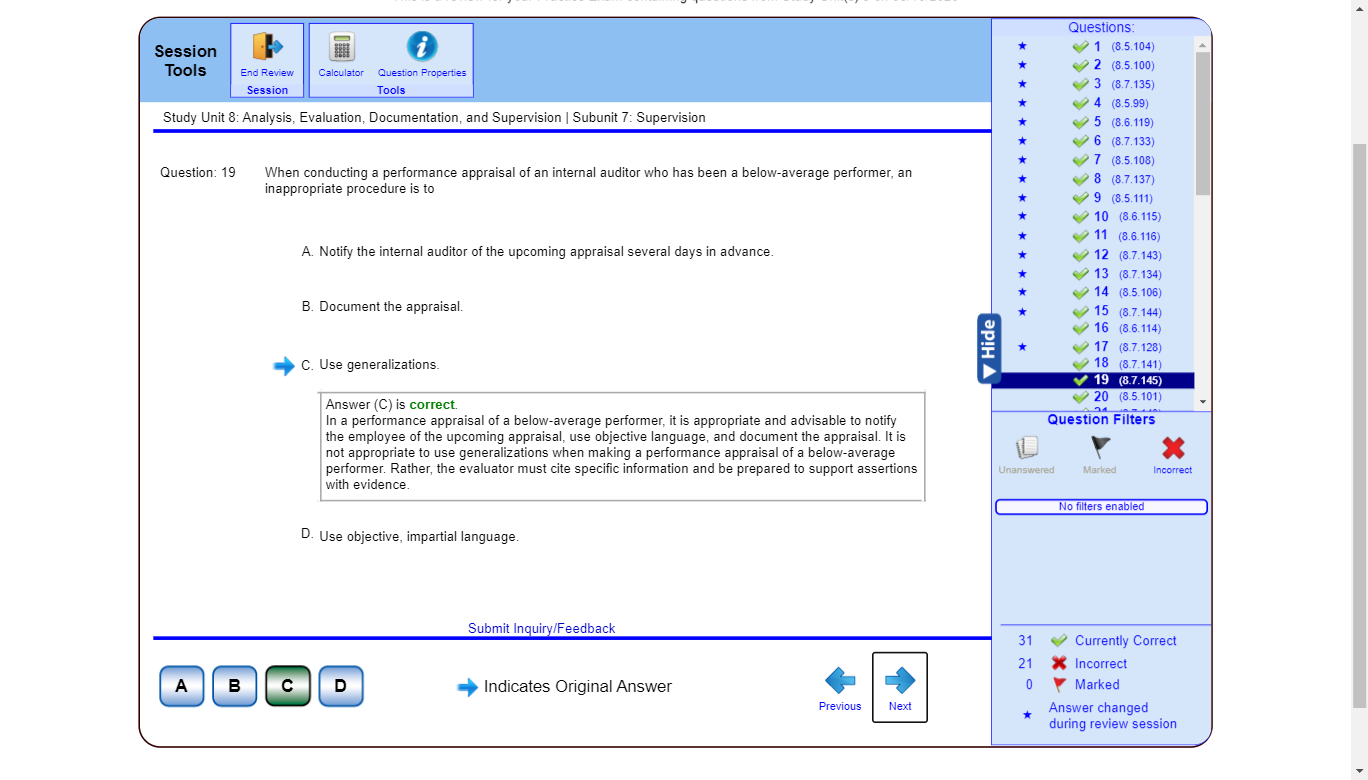 Session
Tools
End Review
Session
Calculator
Question Properties
Tools
Study Unit 8: Analysis, Evaluation, Documentation, and Supervision | Subunit 7: Supervision
Question: 19
When conducting a performance appraisal of an internal auditor who has been a below-average performer, an
inappropriate procedure is to
A. Notify the internal auditor of the upcoming appraisal several days in advance.
B. Document the appraisal.
C. Use generalizations.
Answer (C) is correct.
In a performance appraisal of a below-average performer, it is appropriate and advisable to notify
the employee of the upcoming appraisal, use objective language, and document the appraisal. It is
not appropriate to use generalizations when making a performance appraisal of a below-average
performer. Rather, the evaluator must cite specific information and be prepared to support assertions
with evidence.
D. Use objective, impartial language.
Submit Inquiry/Feedback
A B C D
Indicates Original Answer
Previous
Next
Hide
Questions:
1 (8.5.104)
2 (8.5.100)
3 (8.7.135)
4 (8.5.99)
5 (8.6.119)
6 (8.7.133)
7 (8.5.108)
8 (8.7.137)
9 (8.5.111)
10 (8.6.115)
11 (8.6.116)
12 (8.7.143)
13 (8.7.134)
14 (8.5.106)
15 (8.7.144)
16 (8.6.114)
17 (8.7.128)
18 (8.7.141)
19 (8.7.145)
20 (8.5.101)
Question Filters
Unanswered
Marked
Incorrect
No filters enabled
31 Currently Correct
21 Incorrect
0 Marked
Answer changed
during review session